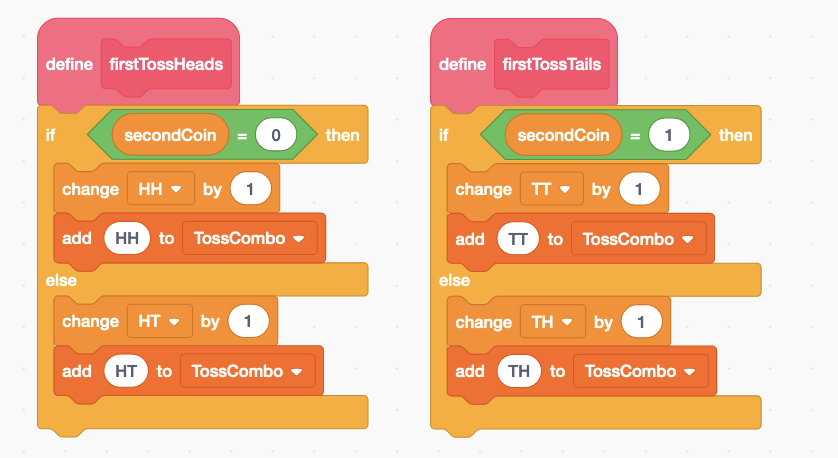 define firstTossHeads
if secondCoin = 0 then
change HH by 1
add HH to TossCombo
else
change HT by 1
add HT to TossCombo
define firstTossTails
if secondCoin = 1 then
change TT by 1
add TT to TossCombo
else
change TH by 1
add TH to TossCombo